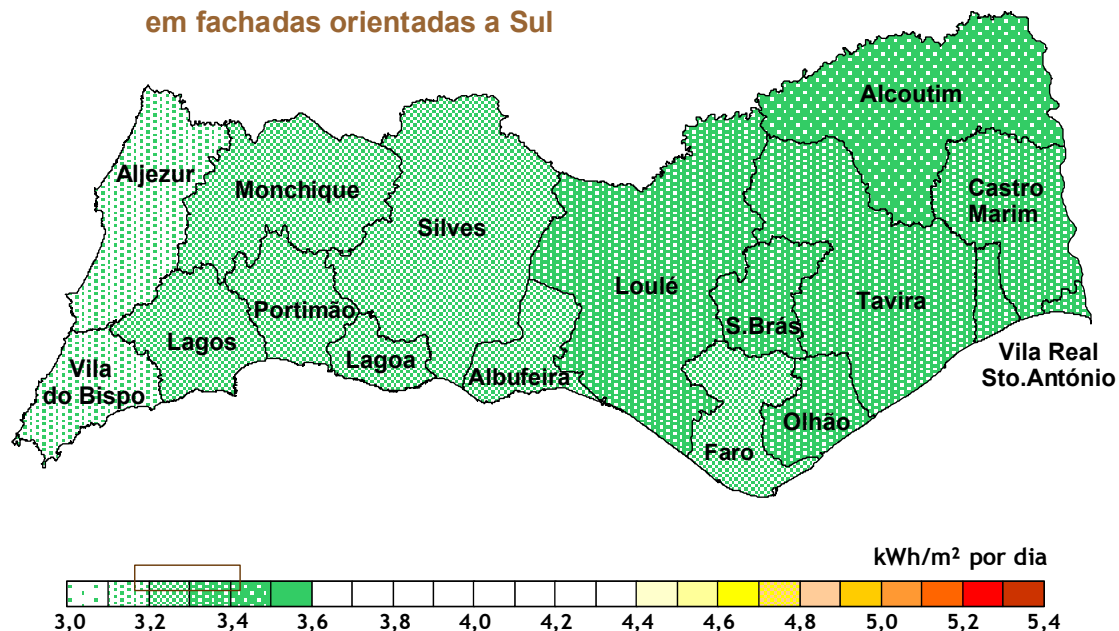 em fachadas orientadas a Sul
Alcoutim
Aljezur
Monchique
Castro
Marim
Silves
Loulé
Tavira
Portimão
S.Brás
Lagos
Lagoa
Vila
do Bispo
Albufeira
Vila Real
Sto.António
Olhão
Faro
kWh/m² por dia
3,0 3,2 3,4 3,6 3,8 4,0 4,2 4,4 4,6 4,8 5,0 5,2 5,4